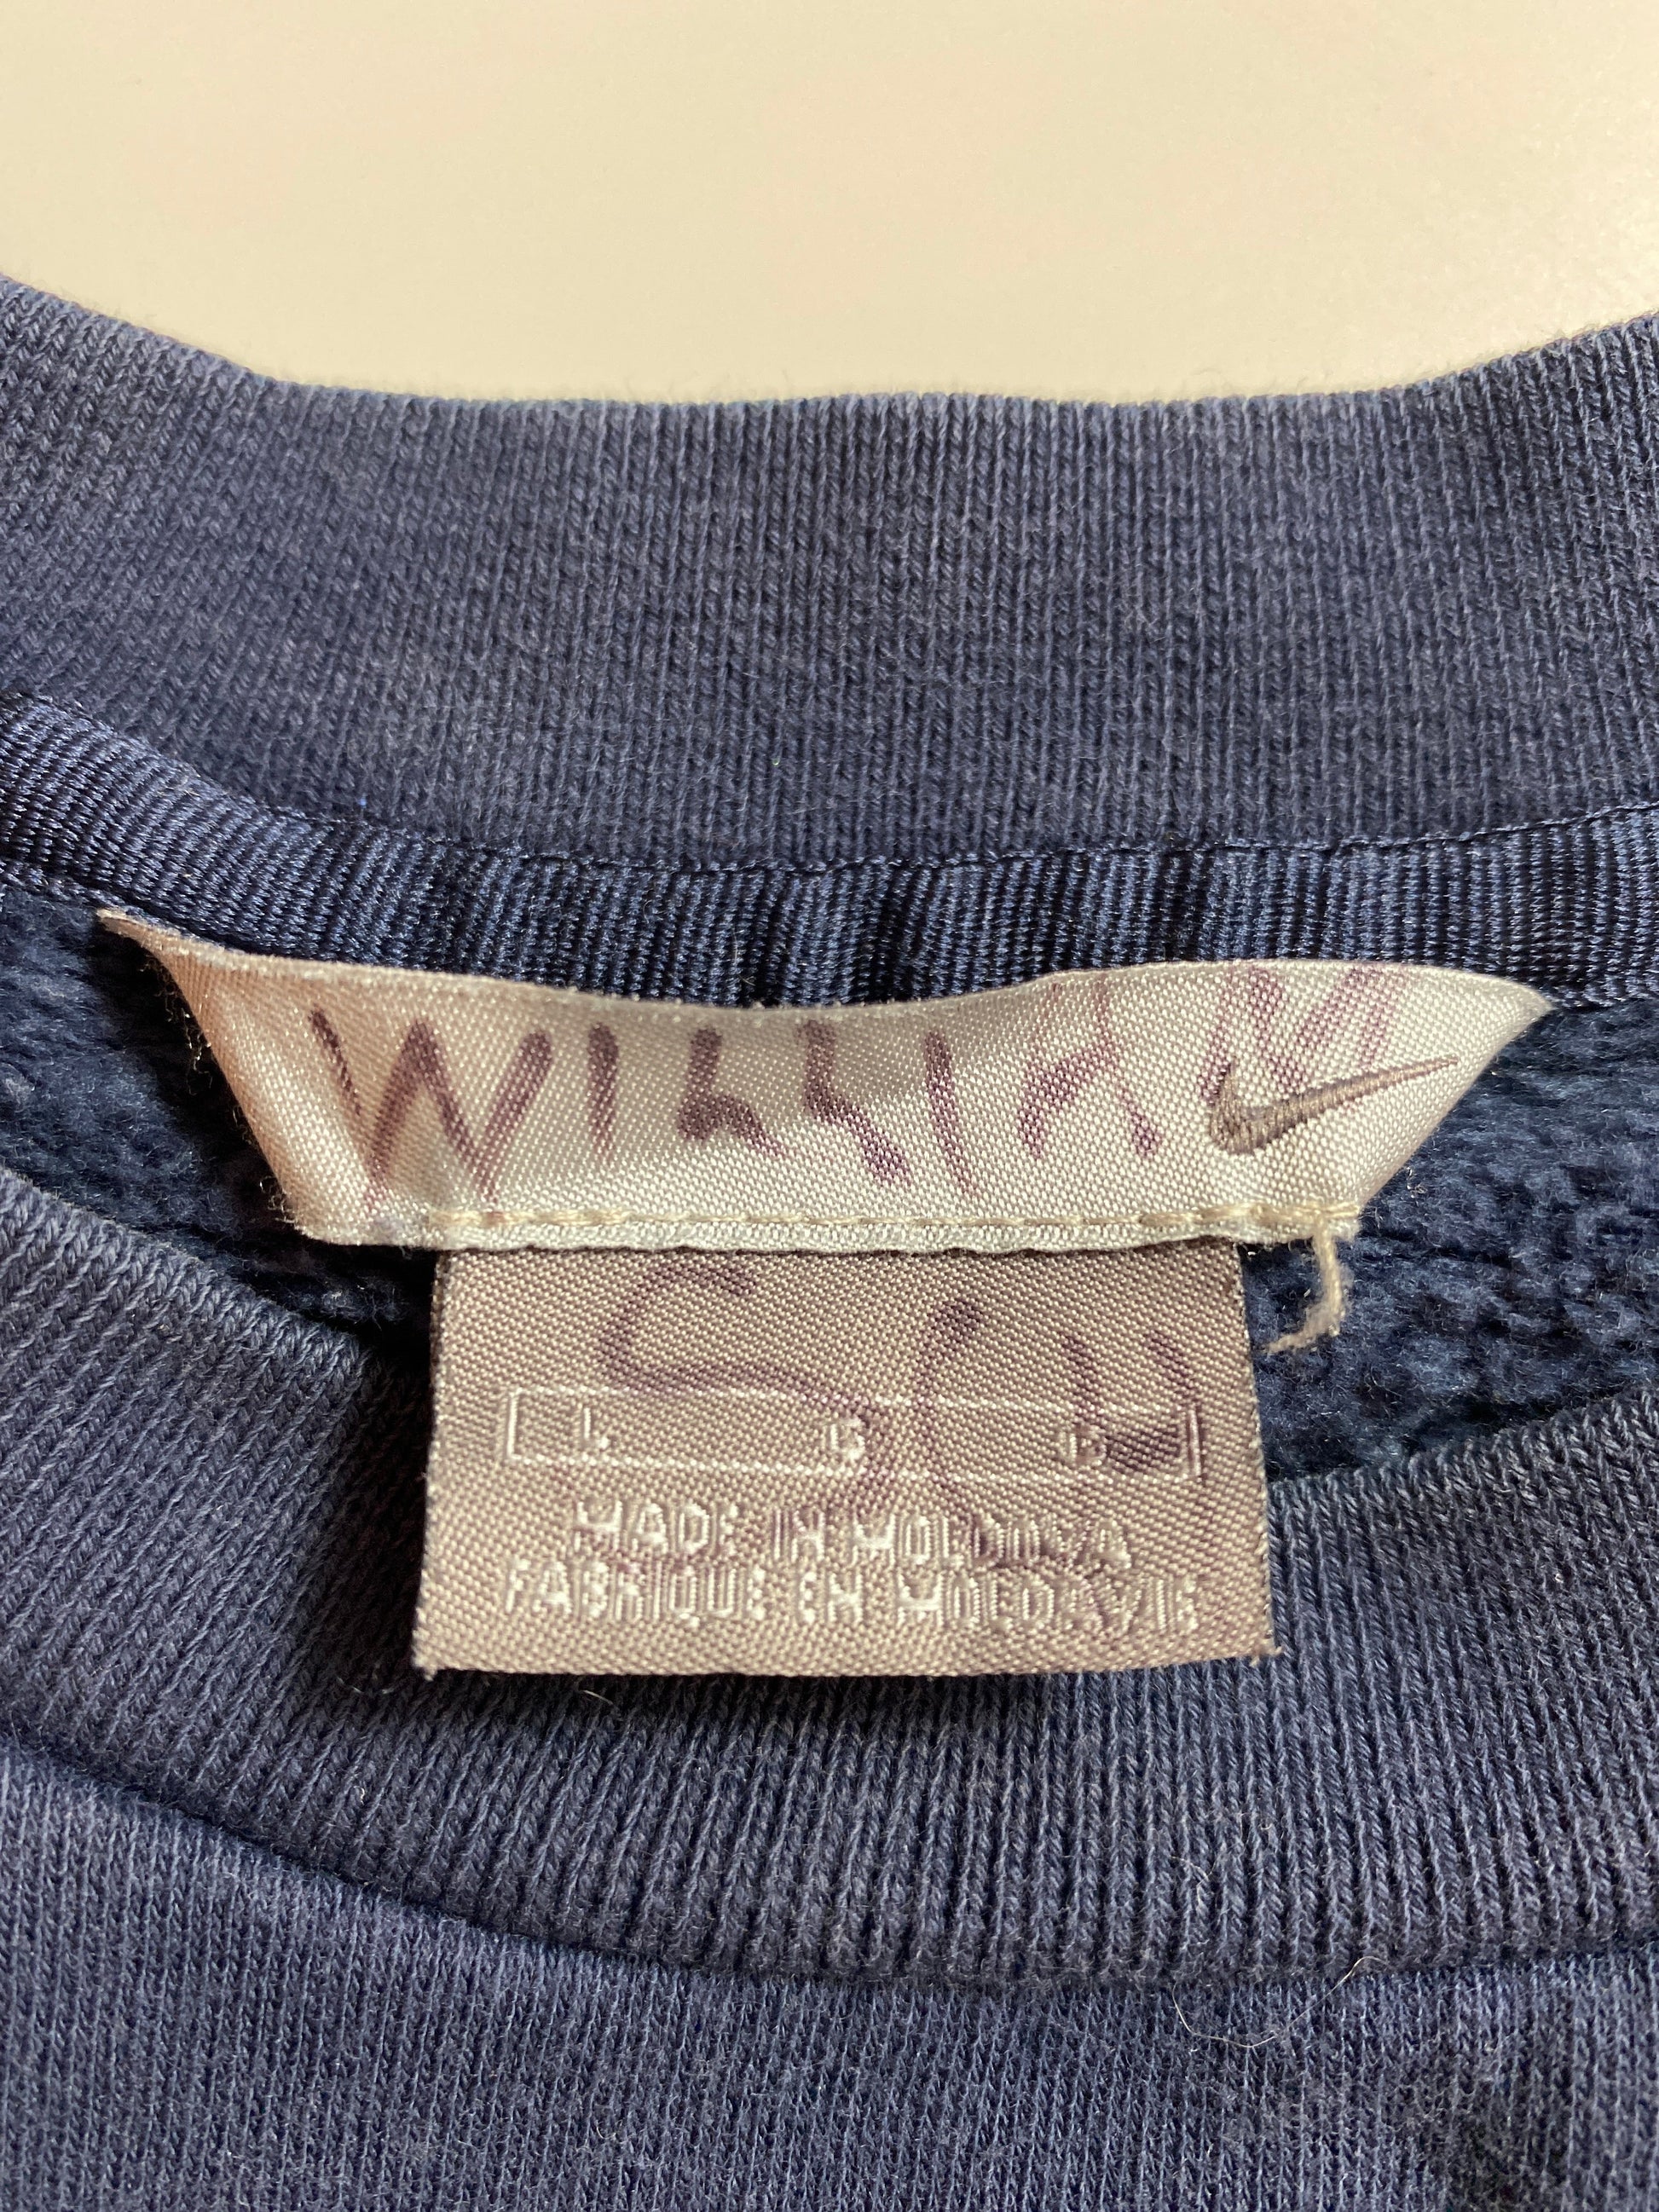 WILLIAM
L G G
MADE IN MOLDOVA
FABRIQUE EN MOLDAVIE